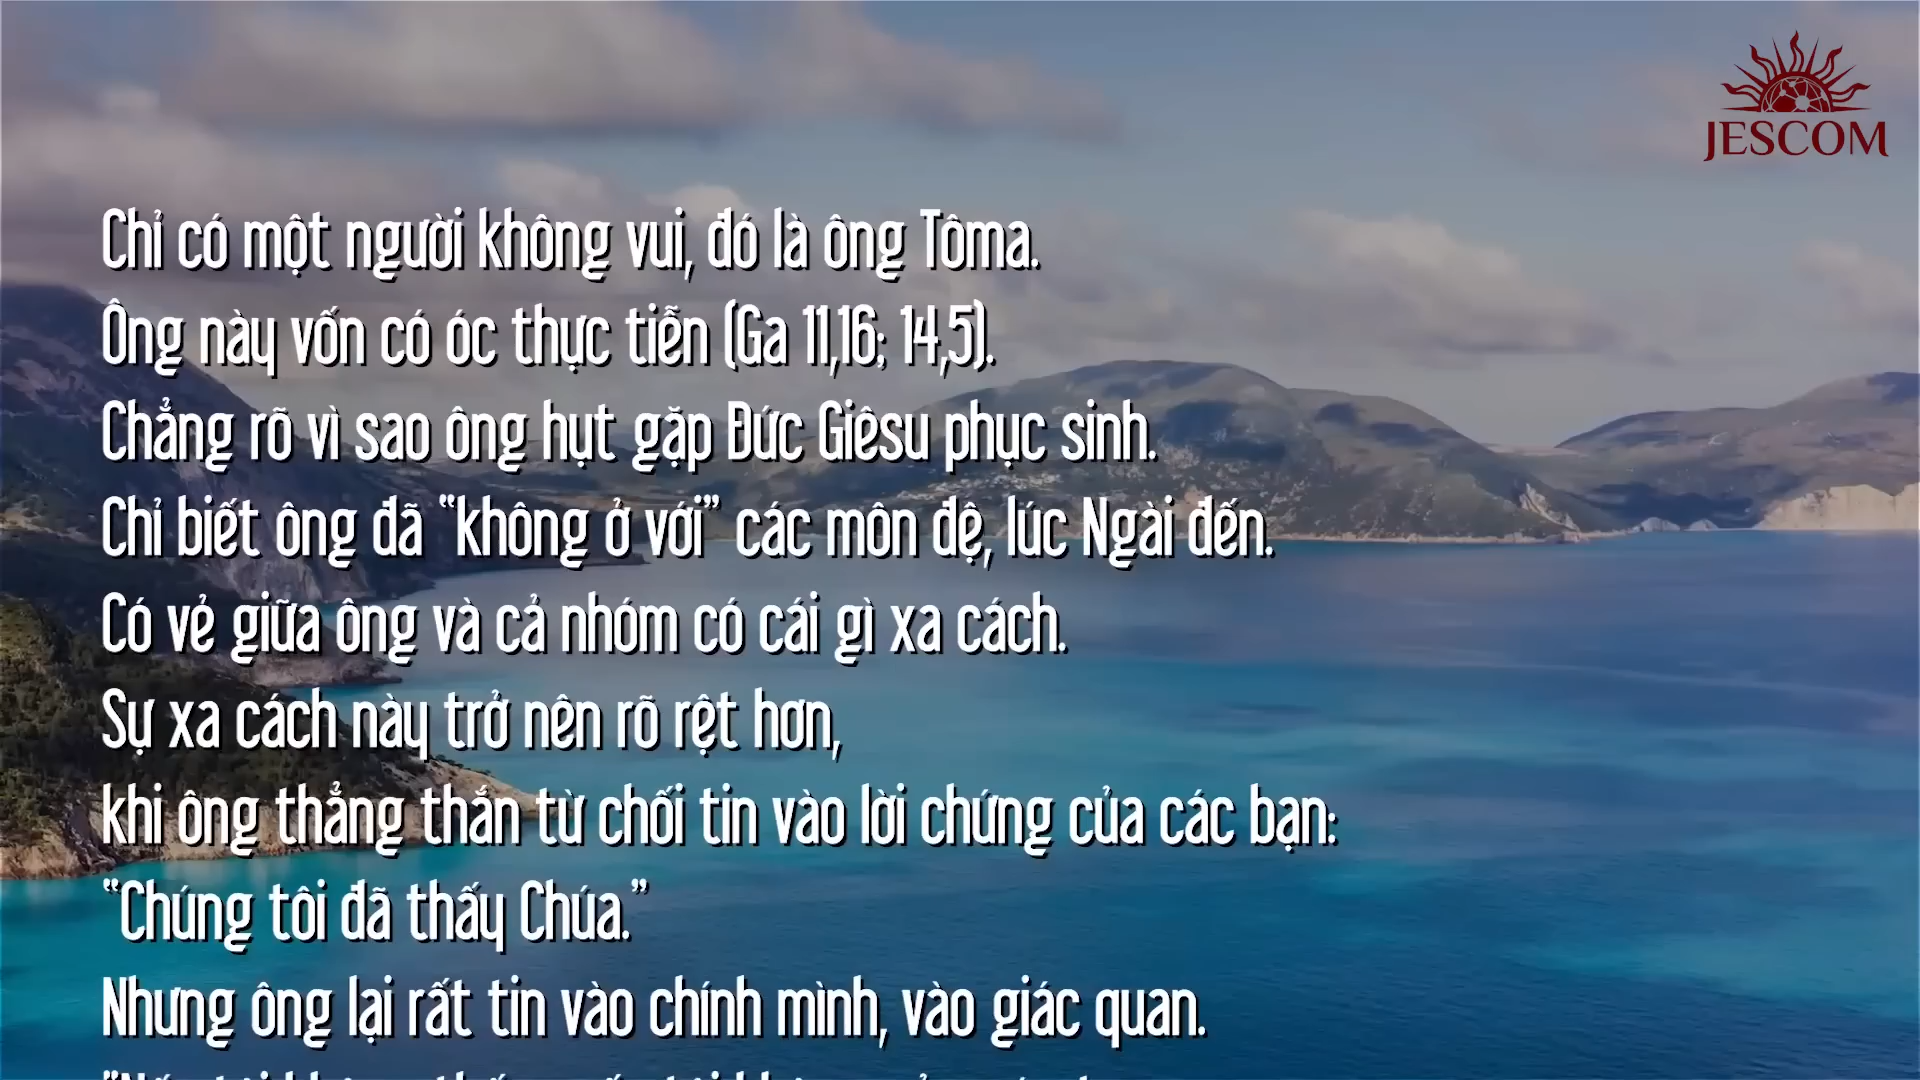 JESCOM
Chỉ có một người không vui, đó là ông Tôma.
Ông này vốn có óc thực tiễn (Ga 11,16; 14,5).
Chẳng rõ vì sao ông hụt gặp Đức Giêsu phục sinh.
Chỉ biết ông đã “không ở với” các môn đệ, lúc Ngài đến.
Có vẻ giữa ông và cả nhóm có cái gì xa cách.
Sự xa cách này trở nên rõ rệt hơn,
khi ông thẳng thắn từ chối tin vào lời chứng của các bạn:
“Chúng tôi đã thấy Chúa.”
Nhưng ông lại rất tin vào chính mình, vào giác quan.